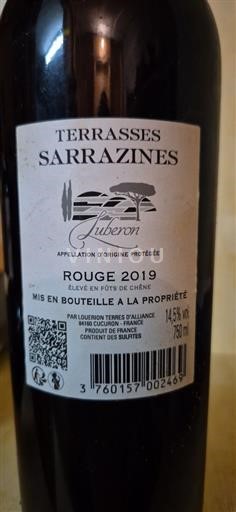 TERRASSES
SARRAZINES
Luberon
APPELLATION D'ORIGINE PROTÉGÉE
VINTOU
ROUGE 2019
ÉLEVÉ EN FÛTS DE CHÊNE
MIS EN BOUTEILLE A LA PROPRIÉTÉ
PAR LOUERION TERRES D'ALLIANCE
84160 CUCURON - FRANCE
PRODUIT DE FRANCE
CONTIENT DES SULFITES
14,5% vol
750 ml
3 760157 002469